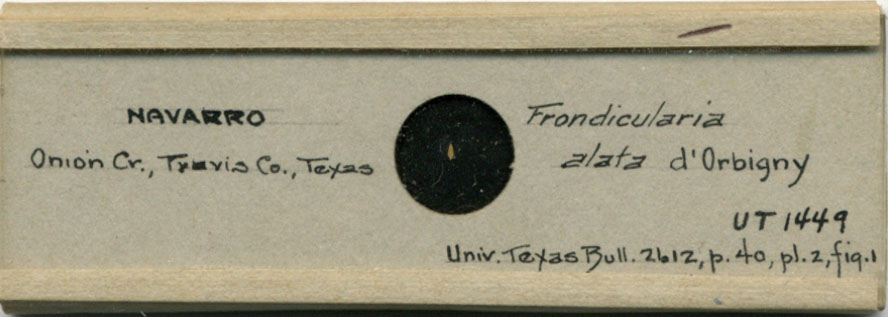 NAVARRO
Onion Cr., Travis Co., Texas
Frondicularia
alata d'Orbigny
UT 1449
Univ. Texas Bull. 2612, p. 40, pl. 2, fig. 1